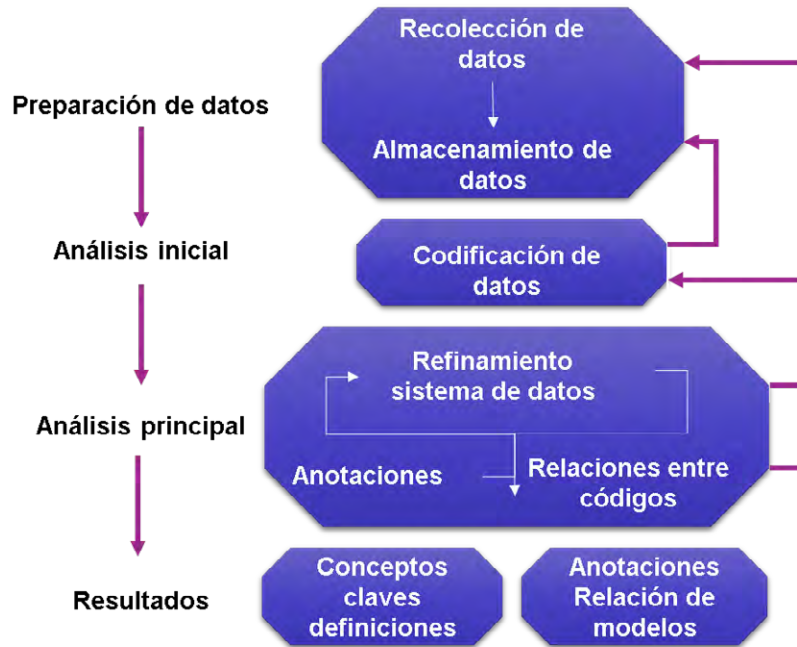 Recolección de
datos
Preparación de datos
Almacenamiento de
datos
Análisis inicial
Codificación de
datos
Refinamiento
sistema de datos
Análisis principal
Anotaciones
Relaciones entre
códigos
Resultados
Conceptos
claves
definiciones
Anotaciones
Relación de
modelos